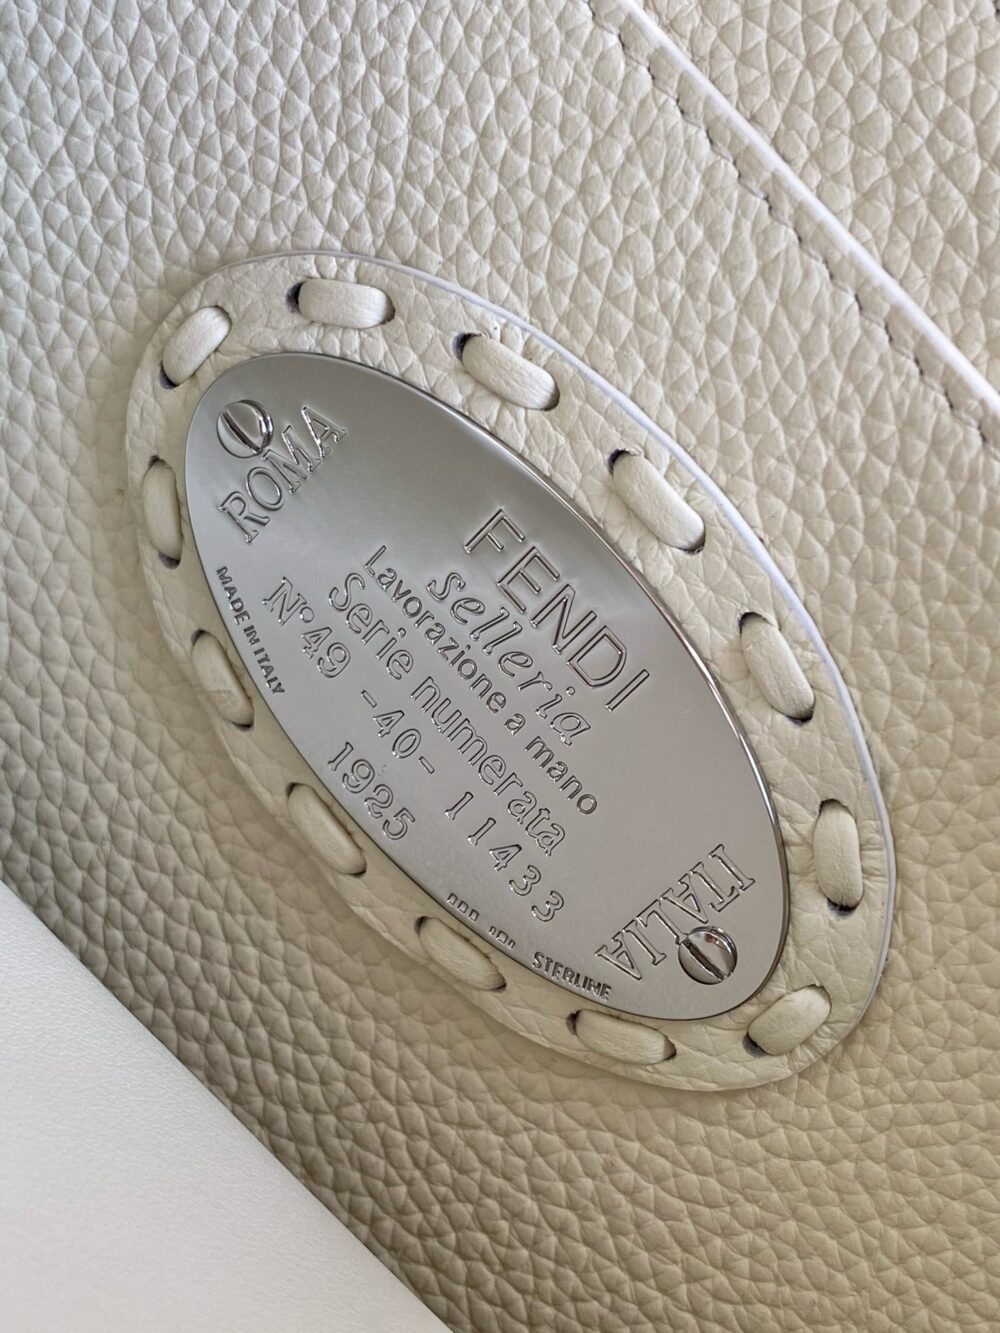 ROMA
FENDI
Selleria
Lavorazione a mano
Serie numerata
N°49 -40- 11433
1925
MADE IN ITALY
STERLINE
ITALIA